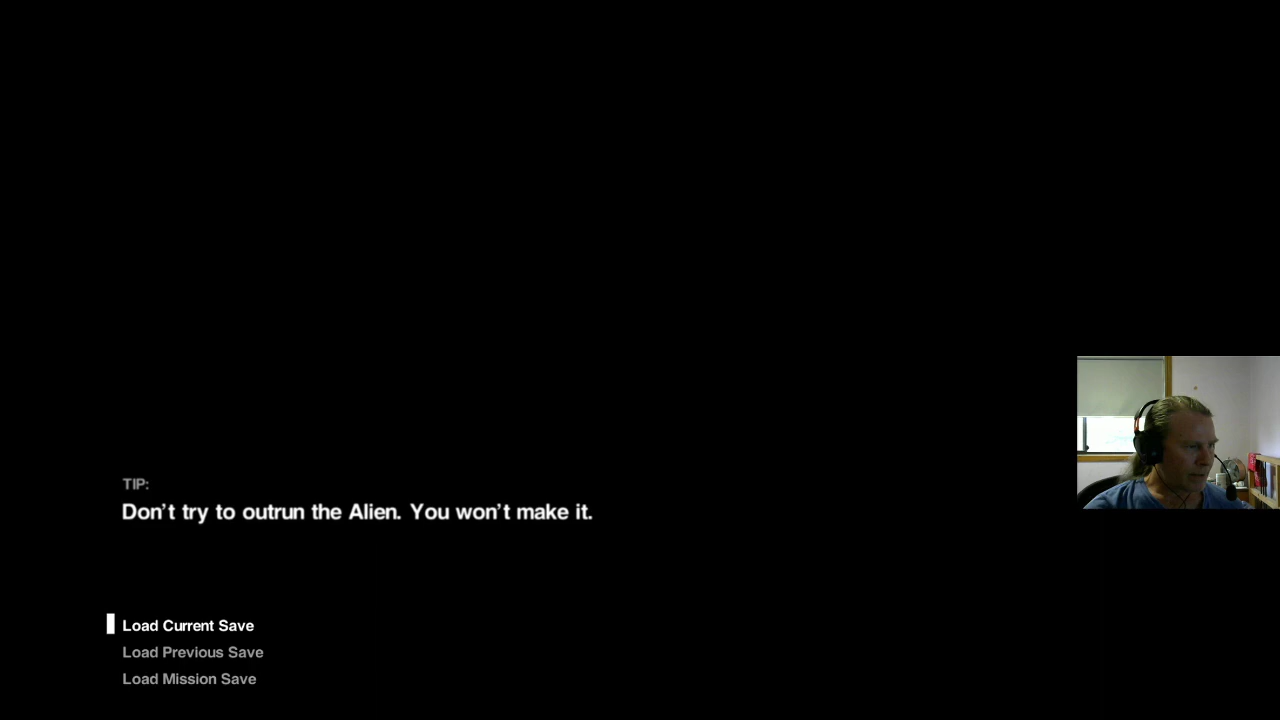 TIP:
Don't try to outrun the Alien. You won't make it.
Load Current Save
Load Previous Save
Load Mission Save